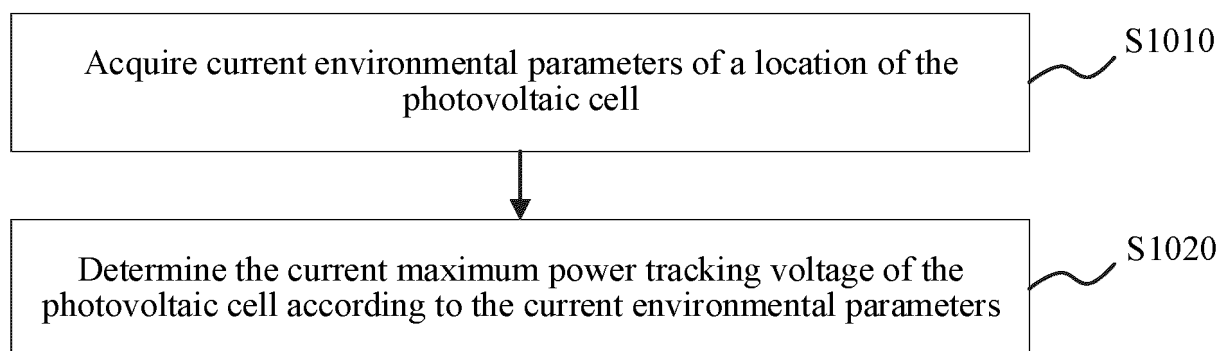 Acquire current environmental parameters of a location of the
photovoltaic cell
S1010
Determine the current maximum power tracking voltage of the
photovoltaic cell according to the current environmental parameters
S1020